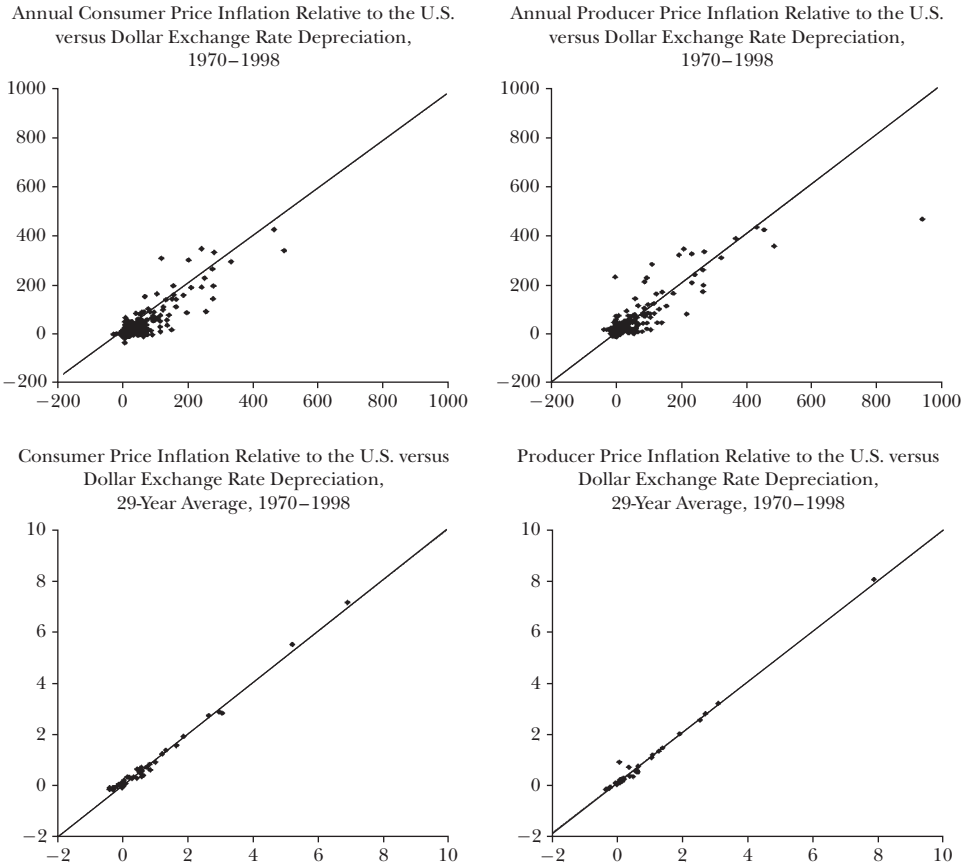 Annual Consumer Price Inflation Relative to the U.S.
versus Dollar Exchange Rate Depreciation,
1970–1998
1000
800
600
400
200
0
−200
−200 0 200 400 600 800 1000
Annual Producer Price Inflation Relative to the U.S.
versus Dollar Exchange Rate Depreciation,
1970–1998
1000
800
600
400
200
0
−200
−200 0 200 400 600 800 1000
Consumer Price Inflation Relative to the U.S. versus
Dollar Exchange Rate Depreciation,
29-Year Average, 1970–1998
10
8
6
4
2
0
−2
−2 0 2 4 6 8 10
Producer Price Inflation Relative to the U.S. versus
Dollar Exchange Rate Depreciation,
29-Year Average, 1970–1998
10
8
6
4
2
0
−2
−2 0 2 4 6 8 10